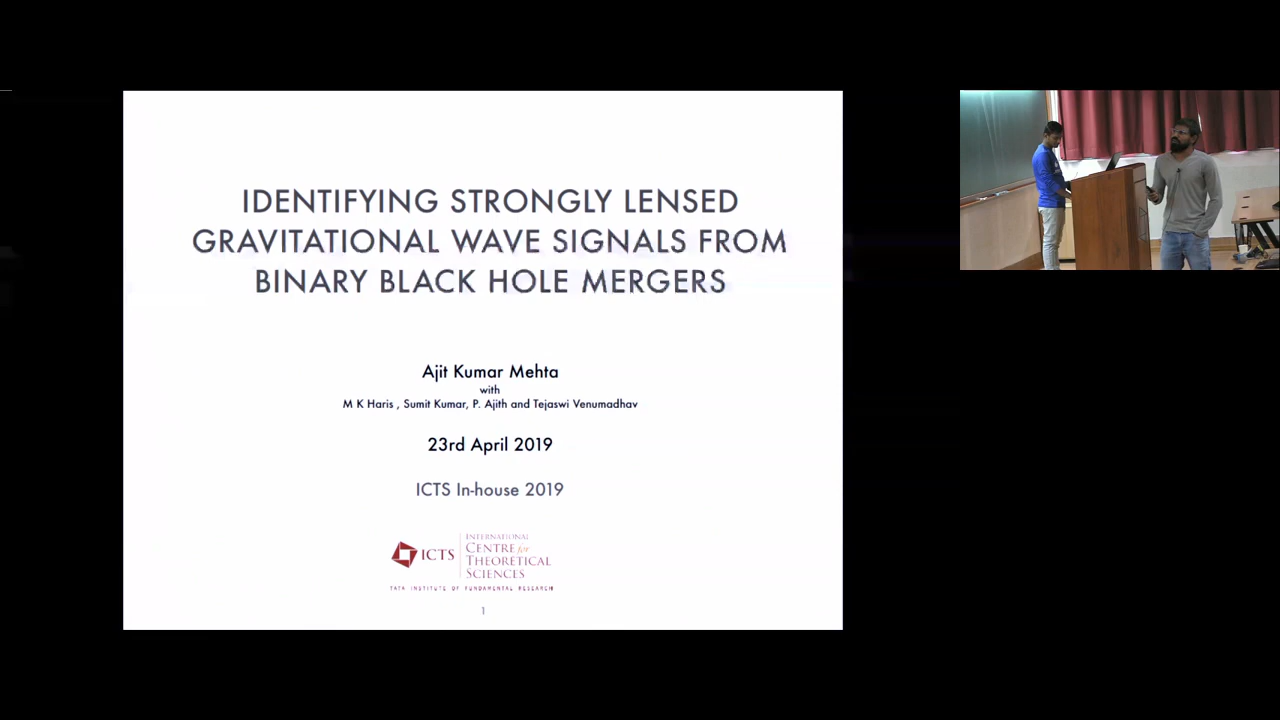 IDENTIFYING STRONGLY LENSED
GRAVITATIONAL WAVE SIGNALS FROM
BINARY BLACK HOLE MERGERS
Ajit Kumar Mehta
with
M K Haris , Sumit Kumar, P. Ajith and Tejaswi Venumadhav
23rd April 2019
ICTS In-house 2019
ICTS
INTERNATIONAL
CENTRE for
THEORETICAL
SCIENCES
TATA INSTITUTE OF FUNDAMENTAL RESEARCH
1